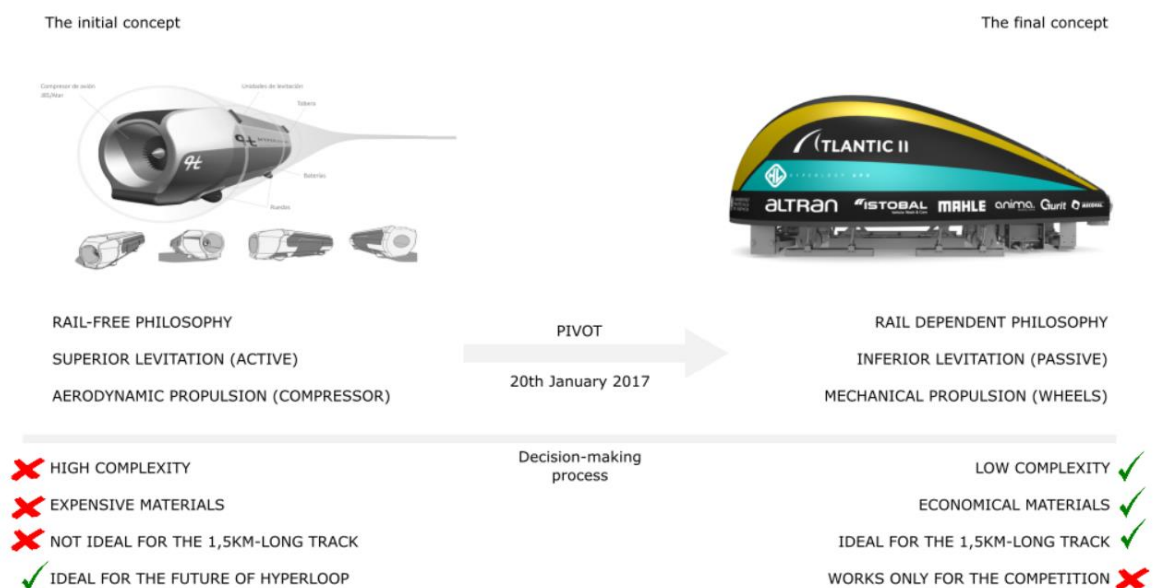 The initial concept
The final concept
Compresor de avión
Unidades de levitación
Tobera
Baterías
Ruedas
TLANTIC II
ALTRAN ISTOBAL MAHLE anima. Gurit
RAIL-FREE PHILOSOPHY
SUPERIOR LEVITATION (ACTIVE)
AERODYNAMIC PROPULSION (COMPRESSOR)
PIVOT
20th January 2017
RAIL DEPENDENT PHILOSOPHY
INFERIOR LEVITATION (PASSIVE)
MECHANICAL PROPULSION (WHEELS)
Decision-making
process
HIGH COMPLEXITY
EXPENSIVE MATERIALS
NOT IDEAL FOR THE 1,5KM-LONG TRACK
IDEAL FOR THE FUTURE OF HYPERLOOP
LOW COMPLEXITY
ECONOMICAL MATERIALS
IDEAL FOR THE 1,5KM-LONG TRACK
WORKS ONLY FOR THE COMPETITION